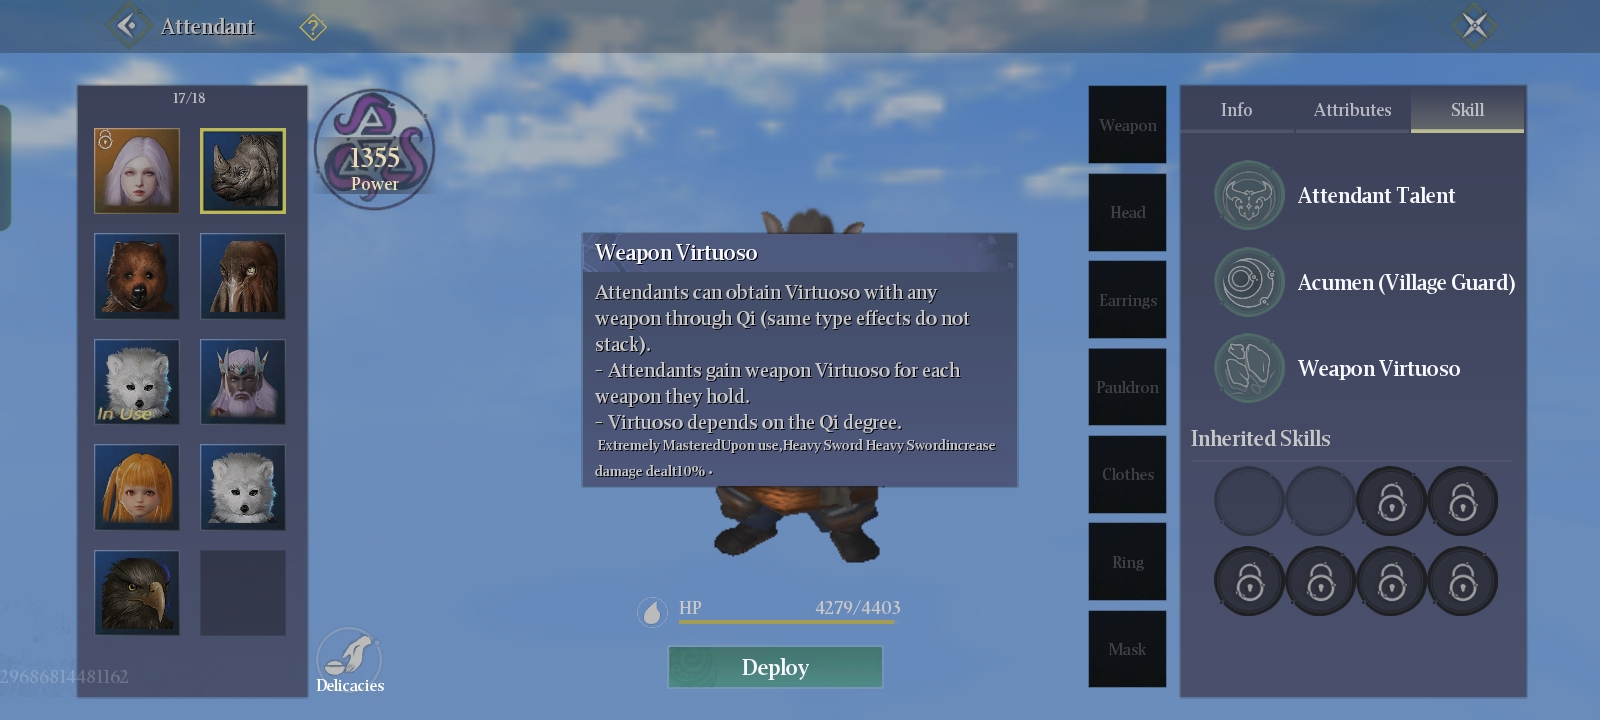 Attendant
?
17/18
1355
Power
In Use
Delicacies
29686814481162
Weapon Virtuoso
Attendants can obtain Virtuoso with any
weapon through Qi (same type effects do not
stack).
- Attendants gain weapon Virtuoso for each
weapon they hold.
- Virtuoso depends on the Qi degree.
Extremely MasteredUpon use,Heavy Sword Heavy Swordincrease
damage dealt10% .
HP 4279/4403
Deploy
Weapon
Head
Earrings
Pauldron
Clothes
Ring
Mask
Info Attributes Skill
Attendant Talent
Acumen (Village Guard)
Weapon Virtuoso
Inherited Skills